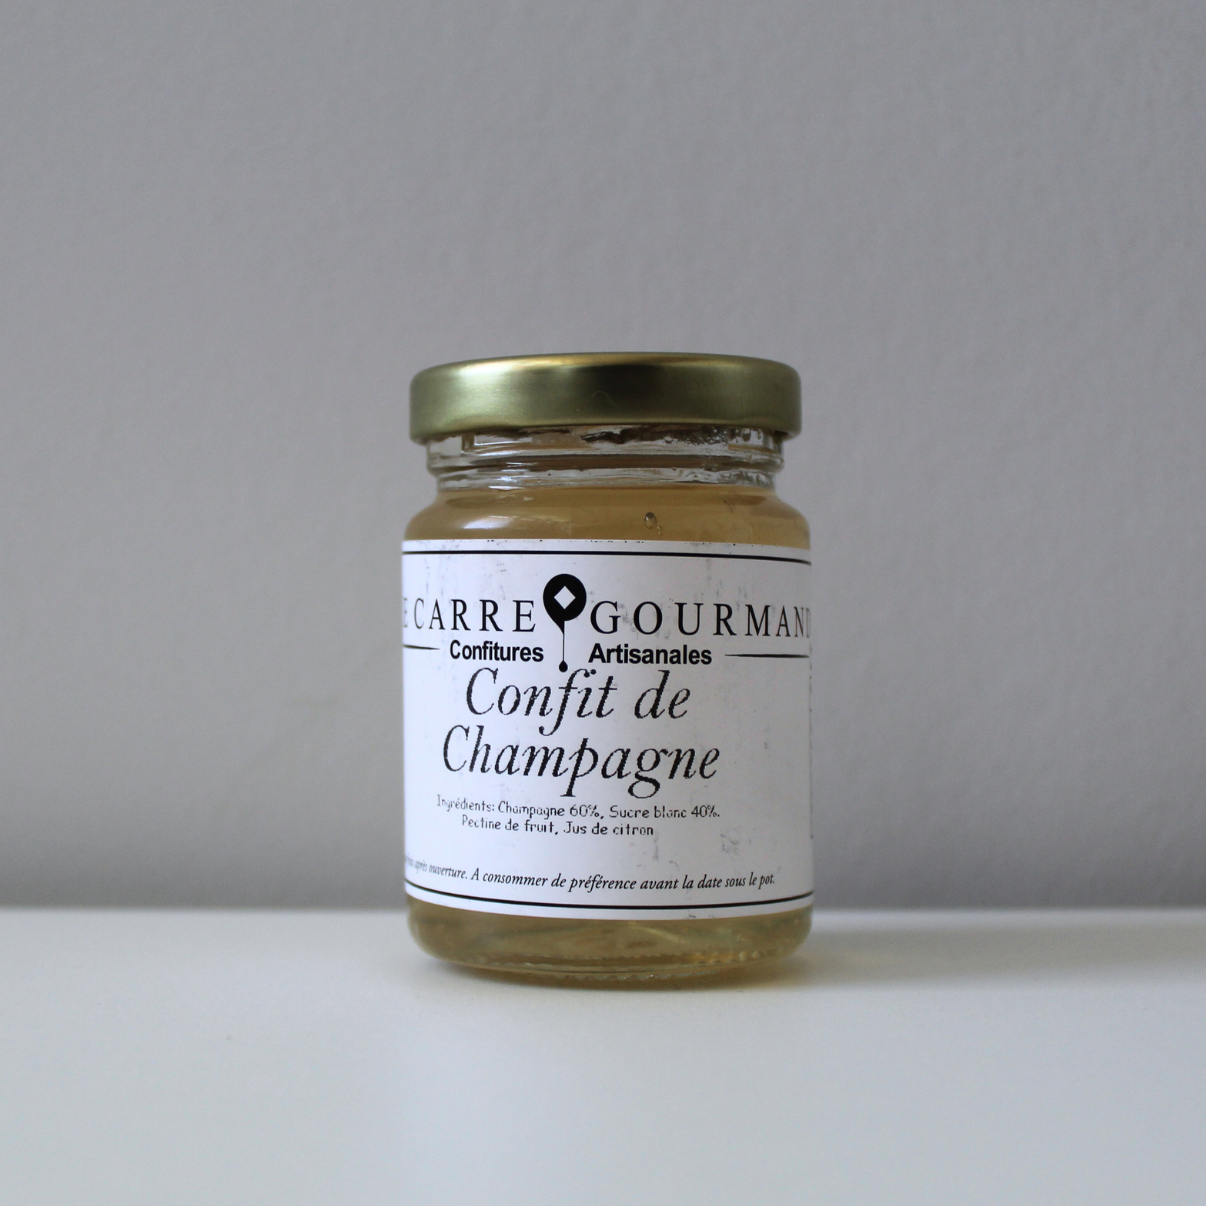 E CARRE GOURMAND
Confitures Artisanales
Confit de
Champagne
Ingrédients: Champagne 60%, Sucre blanc 40%.
Pectine de fruit, Jus de citron
après ouverture. A consommer de préférence avant la date sous le pot.